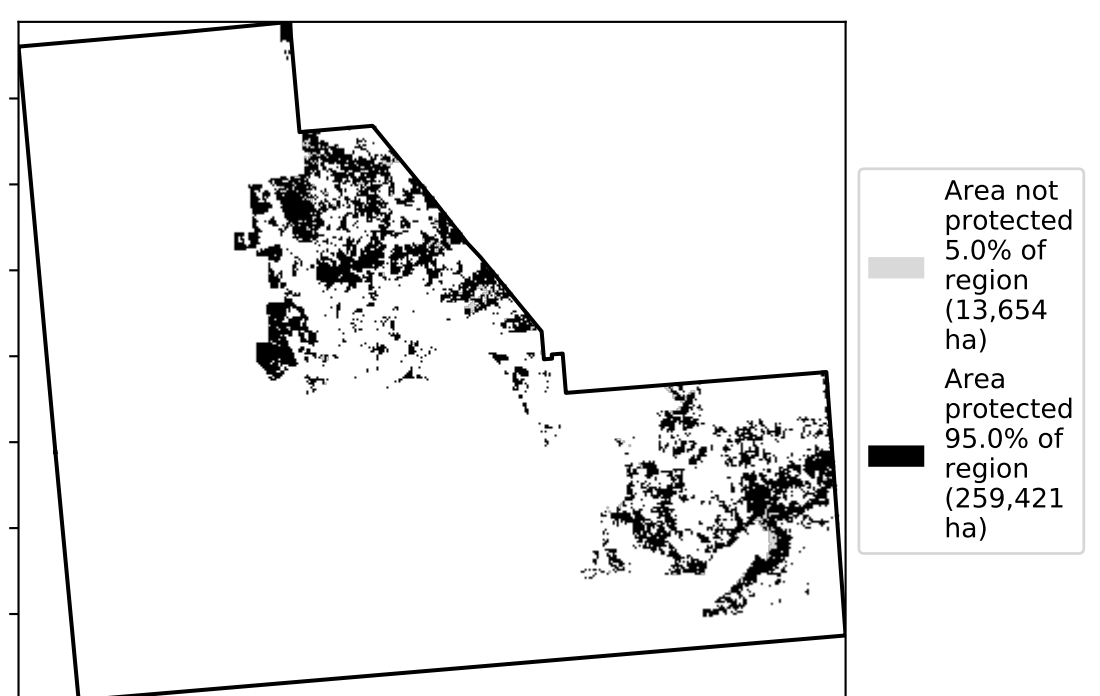 Area not
protected
5.0% of
region
(13,654
ha)
Area
protected
95.0% of
region
(259,421
ha)